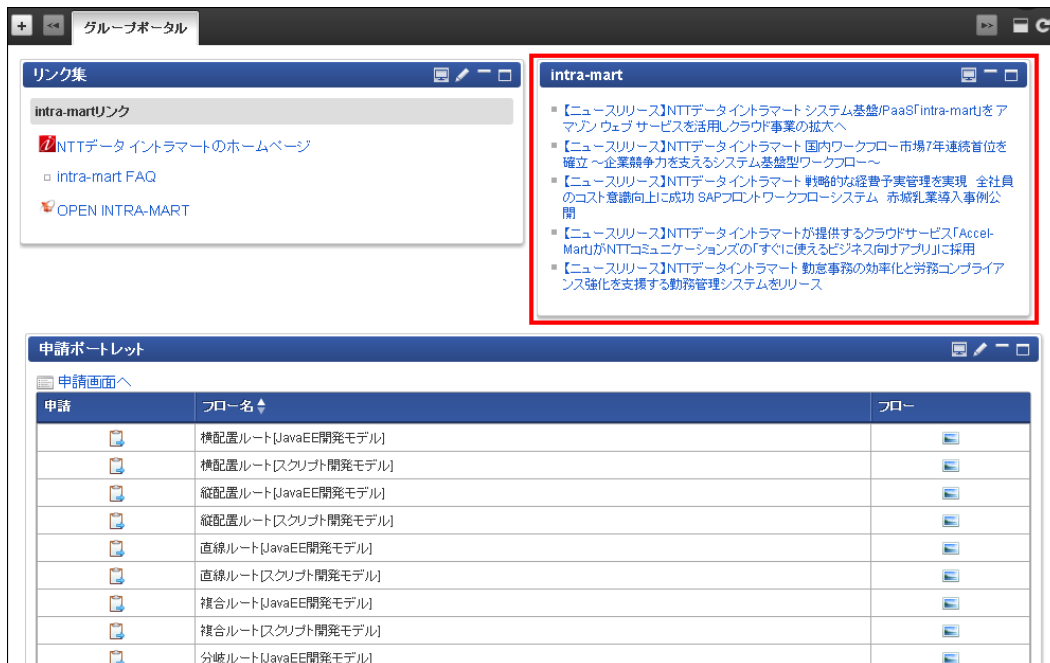 グループポータル
リンク集
intra-martリンク
NTTデータ イントラマートのホームページ
intra-mart FAQ
OPEN INTRA-MART
intra-mart
【ニュースリリース】NTTデータイントラマート システム基盤/PaaS「intra-mart」を ア
マゾン ウェブ サービスを活用しクラウド事業の拡大へ
【ニュースリリース】NTTデータイントラマート 国内ワークフロー市場7年連続首位を
確立 ～企業競争力を支えるシステム基盤型ワークフロー～
【ニュースリリース】NTTデータイントラマート 戦略的な経費予実管理を実現 全社員
のコスト意識向上に成功 SAPフロントワークフローシステム 赤城乳業導入事例公
開
【ニュースリリース】NTTデータイントラマートが提供するクラウドサービス「Accel-
Mart」がNTTコミュニケーションズの「すぐに使えるビジネス向けアプリ」に採用
【ニュースリリース】NTTデータイントラマート 勤怠事務の効率化と労務コンプライア
ンス強化を支援する勤務管理システムをリリース
申請ポートレット
申請画面へ
申請 フロー名 フロー
横配置ルート[JavaEE開発モデル]
横配置ルート[スクリプト開発モデル]
縦配置ルート[JavaEE開発モデル]
縦配置ルート[スクリプト開発モデル]
直線ルート[JavaEE開発モデル]
直線ルート[スクリプト開発モデル]
複合ルート[JavaEE開発モデル]
複合ルート[スクリプト開発モデル]
分岐ルート[JavaEE開発モデル]